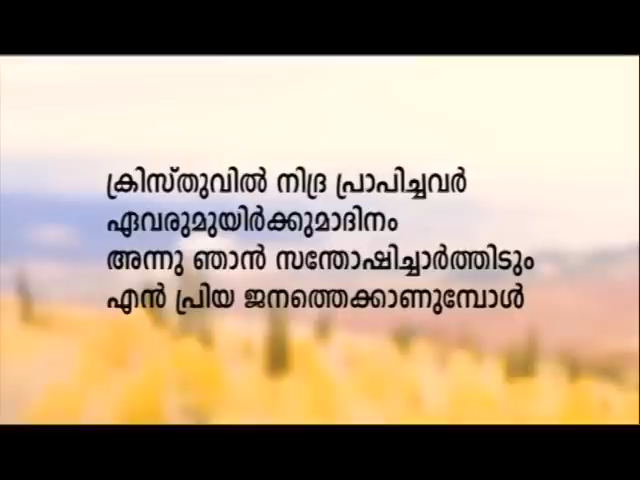 ക്രിസ്തുവിൽ നിദ്ര പ്രാപിച്ചവർ
ഏവരുമുയിർക്കുമാദിനം
അന്നു ഞാൻ സന്തോഷിച്ചാർത്തിടും
എൻ പ്രിയ ജനത്തെക്കാണുമ്പോൾ